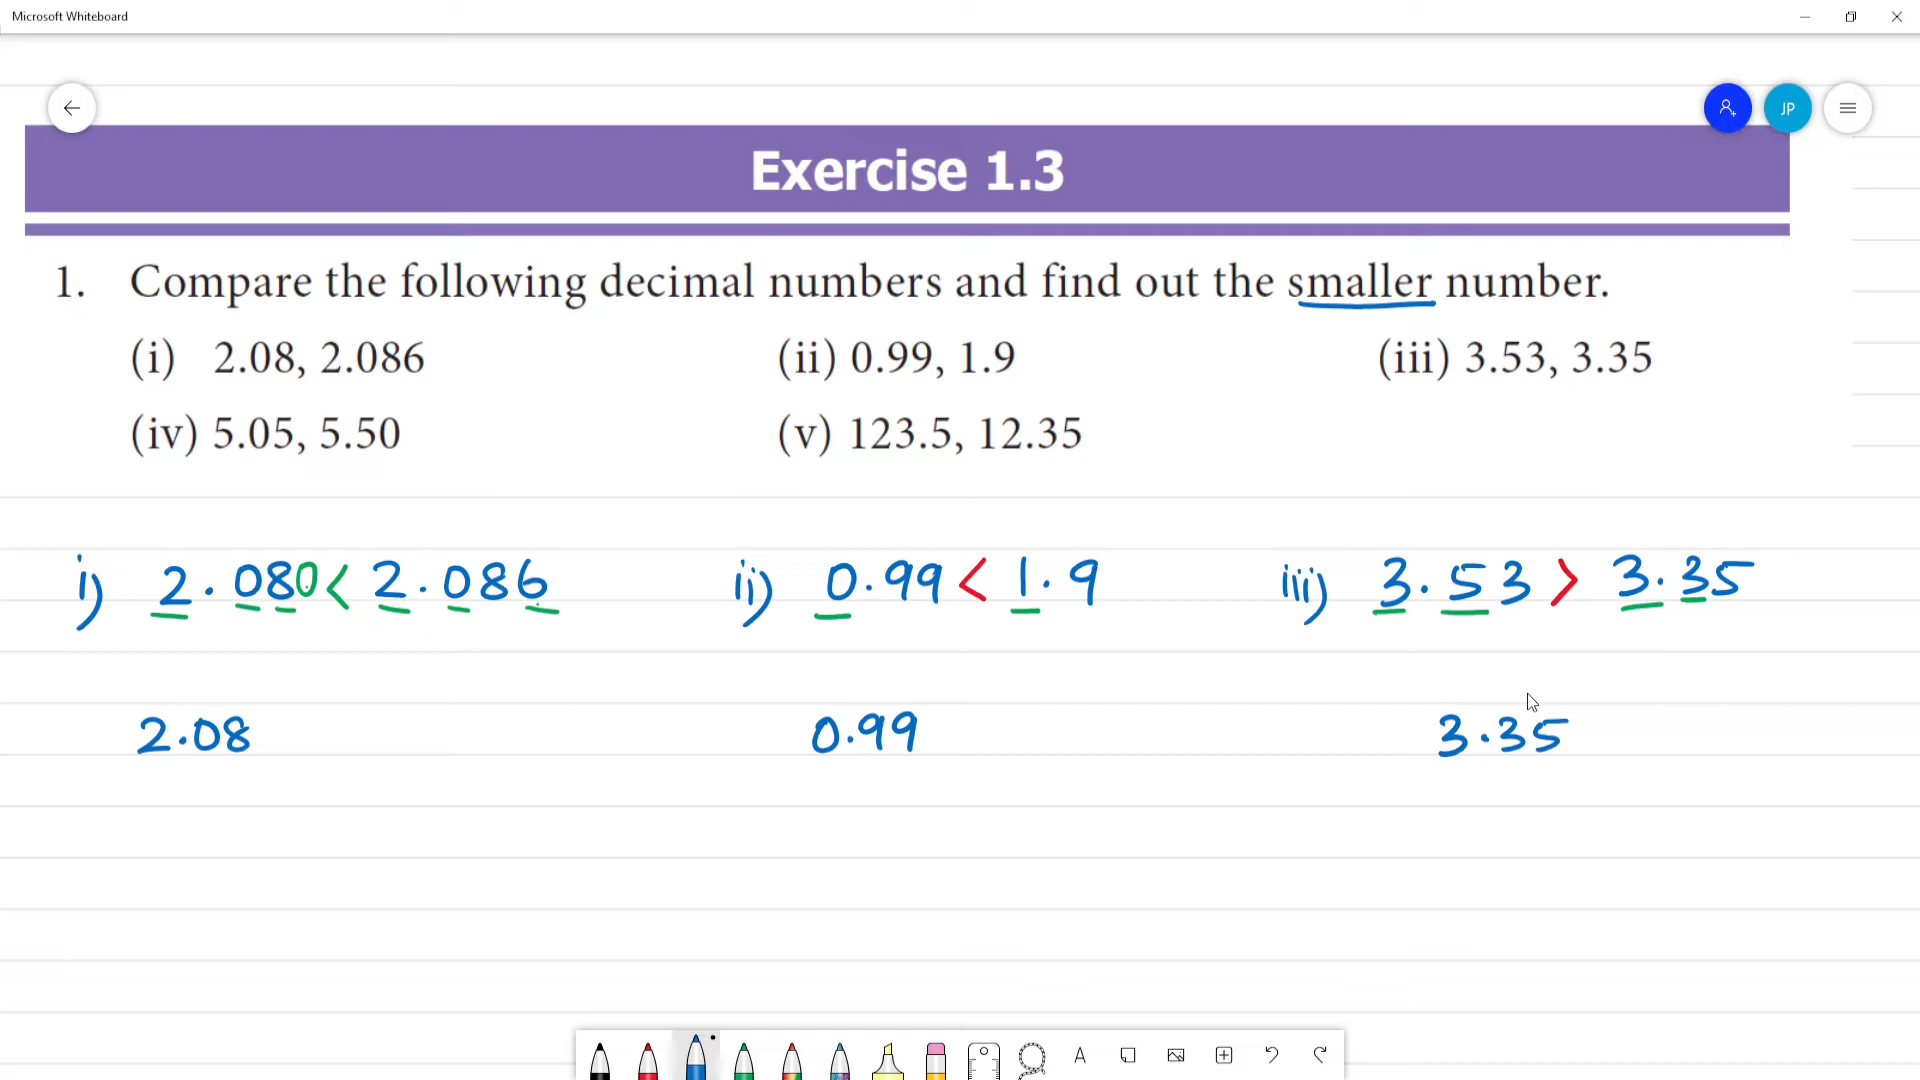 Microsoft Whiteboard
JP
Exercise 1.3
1. Compare the following decimal numbers and find out the smaller number.
(i) 2.08, 2.086 (ii) 0.99, 1.9 (iii) 3.53, 3.35
(iv) 5.05, 5.50 (v) 123.5, 12.35
i) 2.080 < 2.086 ii) 0.99 < 1.9 iii) 3.53 > 3.35
2.08 0.99 3.35
A